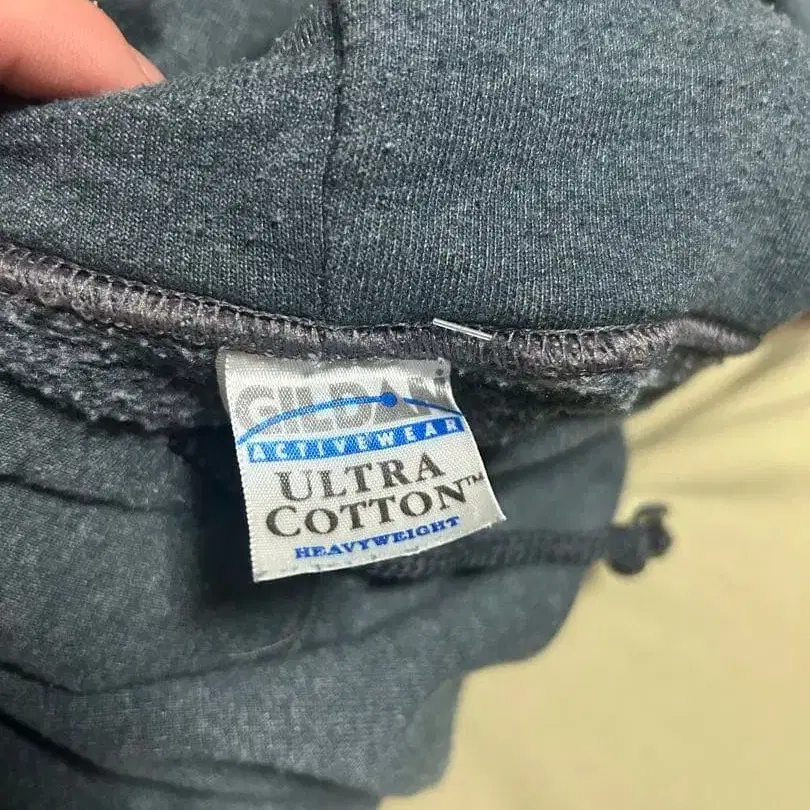 GILDAN
ACTIVEWEAR
ULTRA
COTTON™
HEAVYWEIGHT